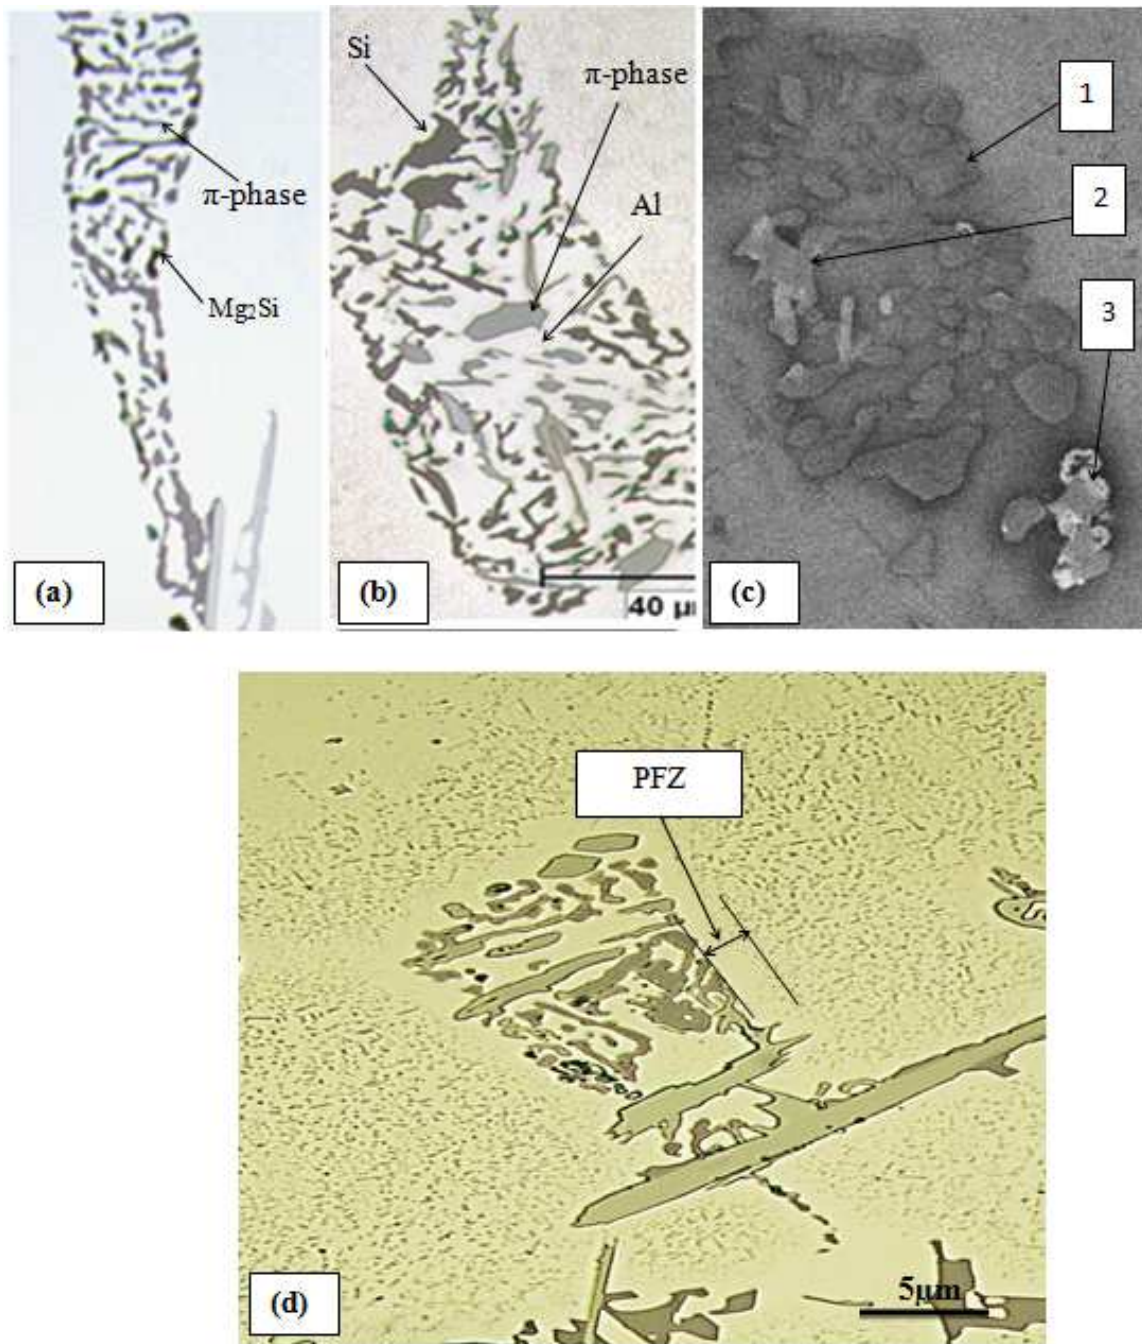 π-phase
Mg₂Si
(a)
Si
π-phase
Al
40 µ
(b)
1
2
3
(c)
PFZ
5µm
(d)